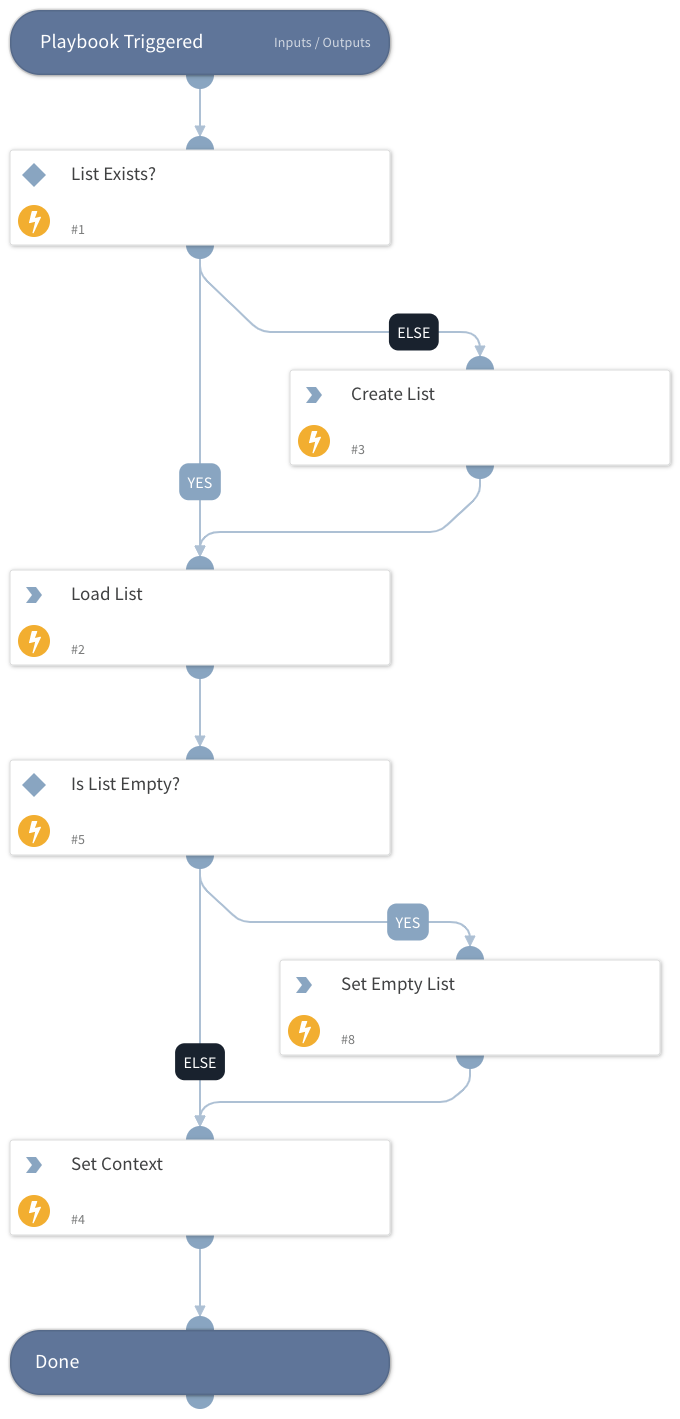 Playbook Triggered
Inputs / Outputs
List Exists?
#1
ELSE
Create List
#3
YES
Load List
#2
Is List Empty?
#5
YES
Set Empty List
#8
ELSE
Set Context
#4
Done